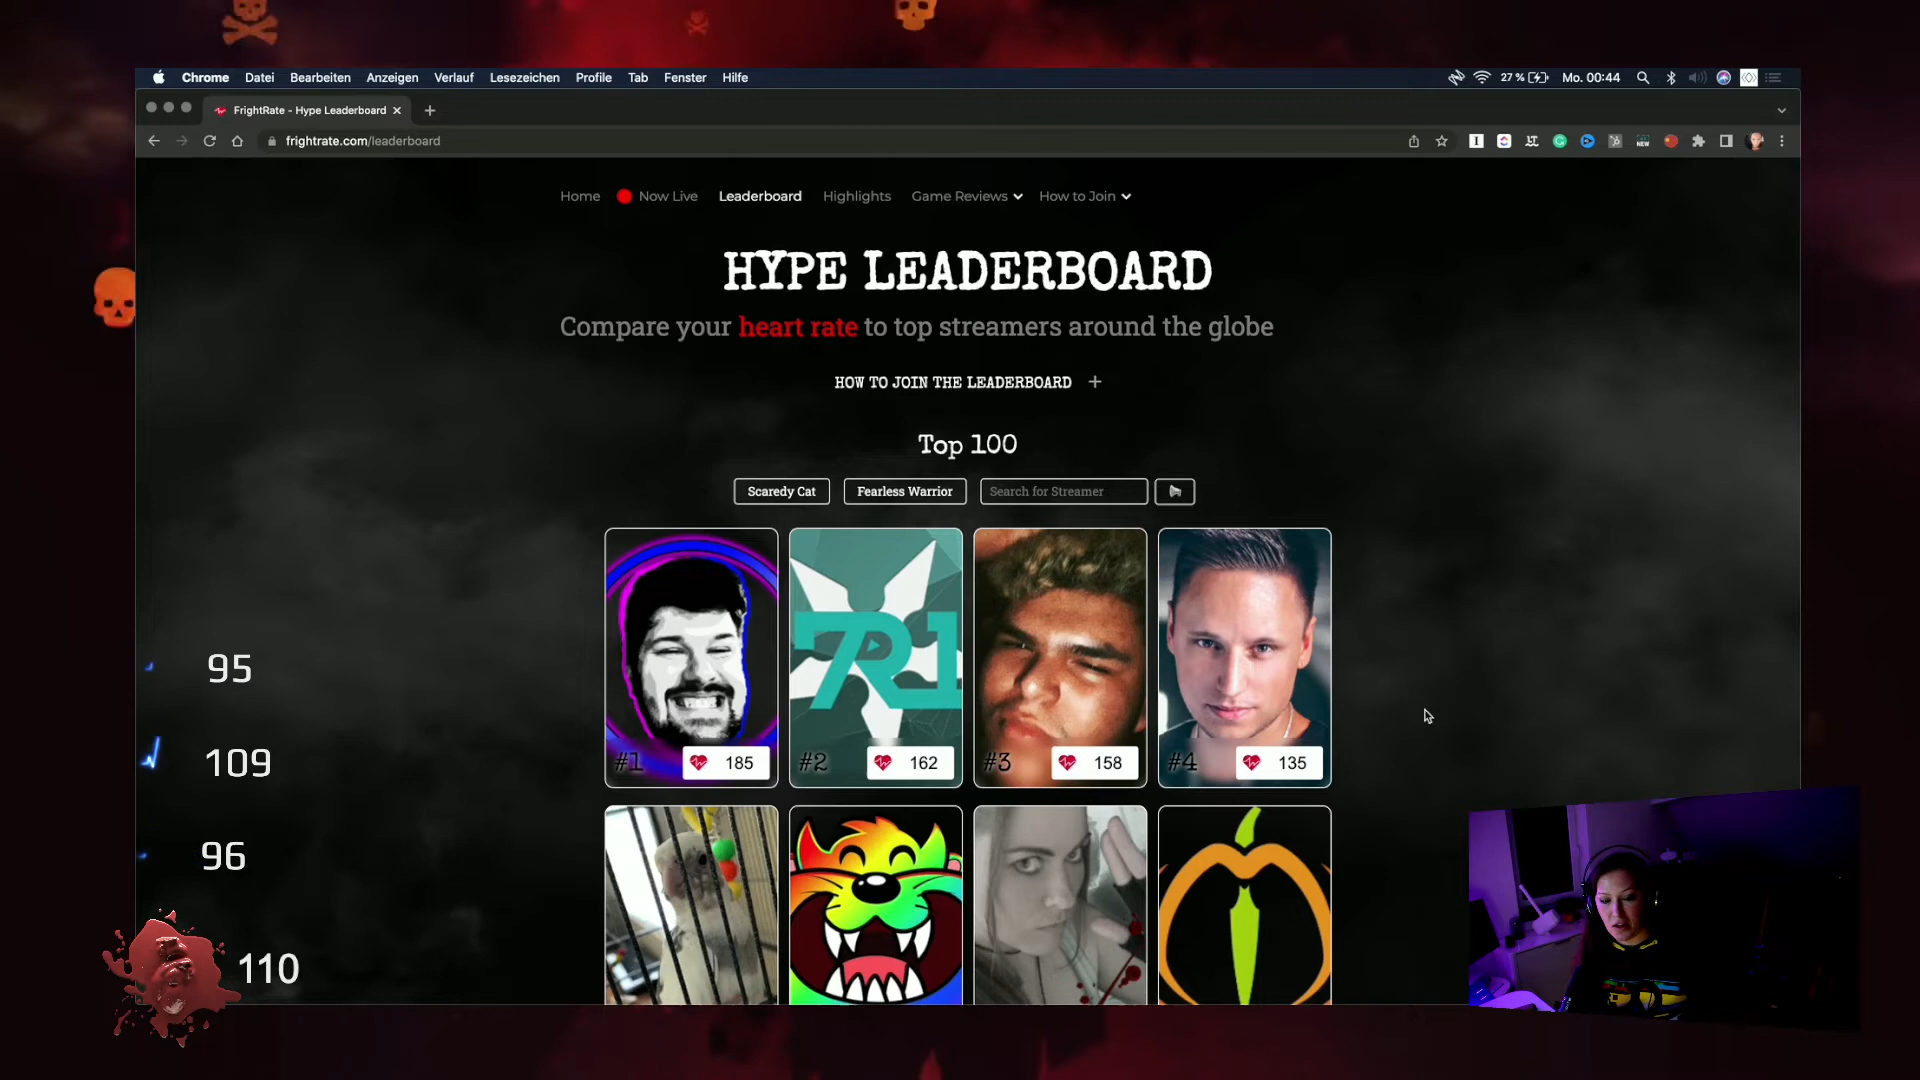 Chrome Datei Bearbeiten Anzeigen Verlauf Lesezeichen Profile Tab Fenster Hilfe 27 % Mo. 00:44
FrightRate - Hype Leaderboard
frightrate.com/leaderboard
NEW
Home Now Live Leaderboard Highlights Game Reviews How to Join
HYPE LEADERBOARD
Compare your heart rate to top streamers around the globe
HOW TO JOIN THE LEADERBOARD +
Top 100
Scaredy Cat Fearless Warrior Search for Streamer
7R1
#1 185 #2 162 #3 158 #4 135
95
109
96
110